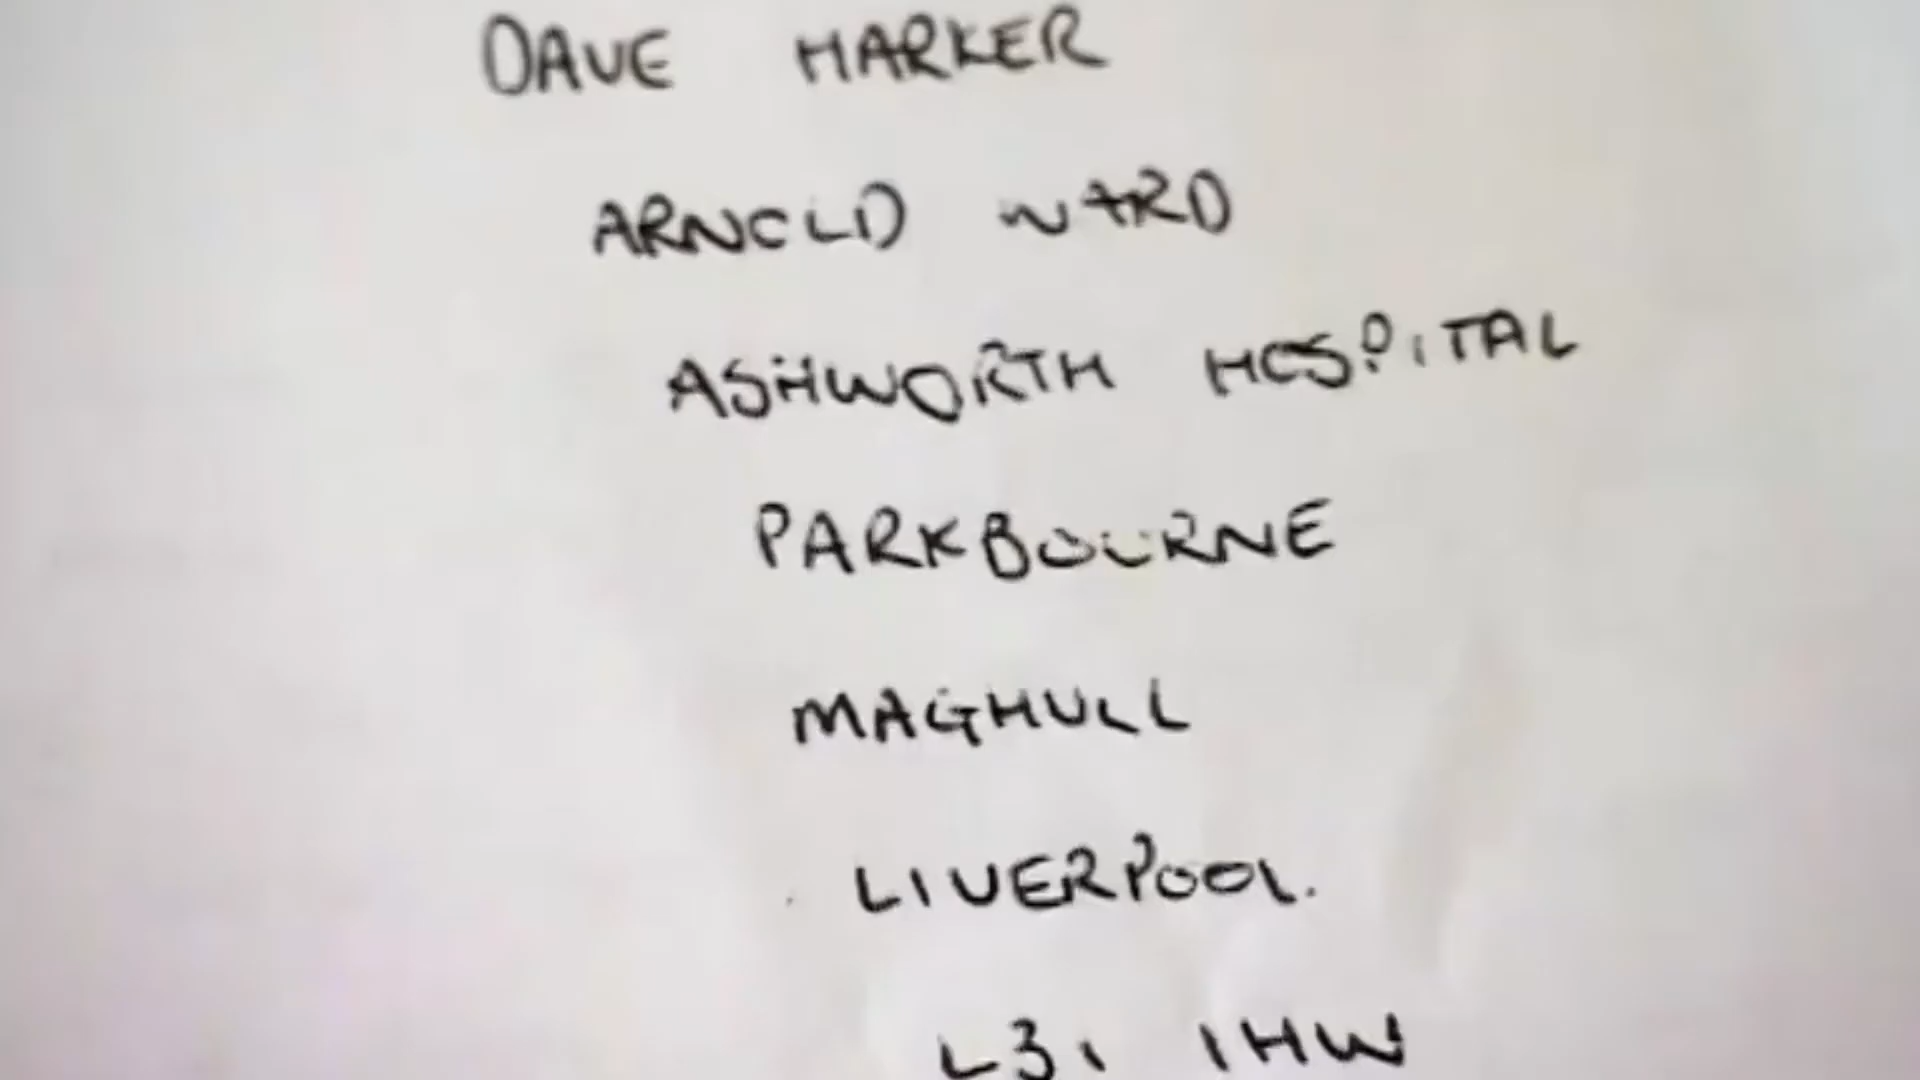 DAVE MARKER
ARNOLD WARD
ASHWORTH HOSPITAL
PARKBOURNE
MAGHULL
LIVERPOOL.
L31 1HW